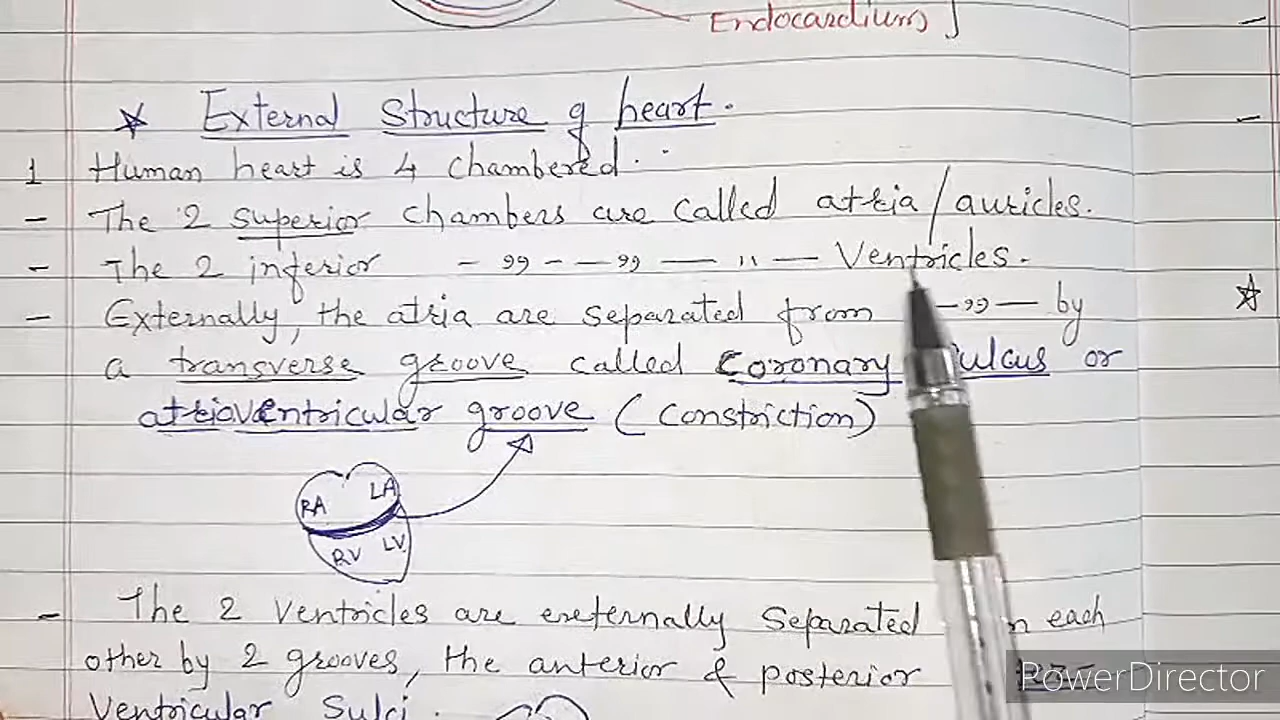 Endocardium]
☆ External Structure of heart.
1 Human heart is 4 chambered.
- The 2 superior chambers are called atria/auricles.
- The 2 inferior -"--"—"— Ventricles.
- Externally, the atria are separated from -"- by
a transverse groove called coronary ulcus or
atrioventricular groove (constriction)
RA LA
RV LV
- The 2 ventricles are externally separated each
other by 2 grooves, the anterior & posterior
Ventricular Sulci.
PowerDirector